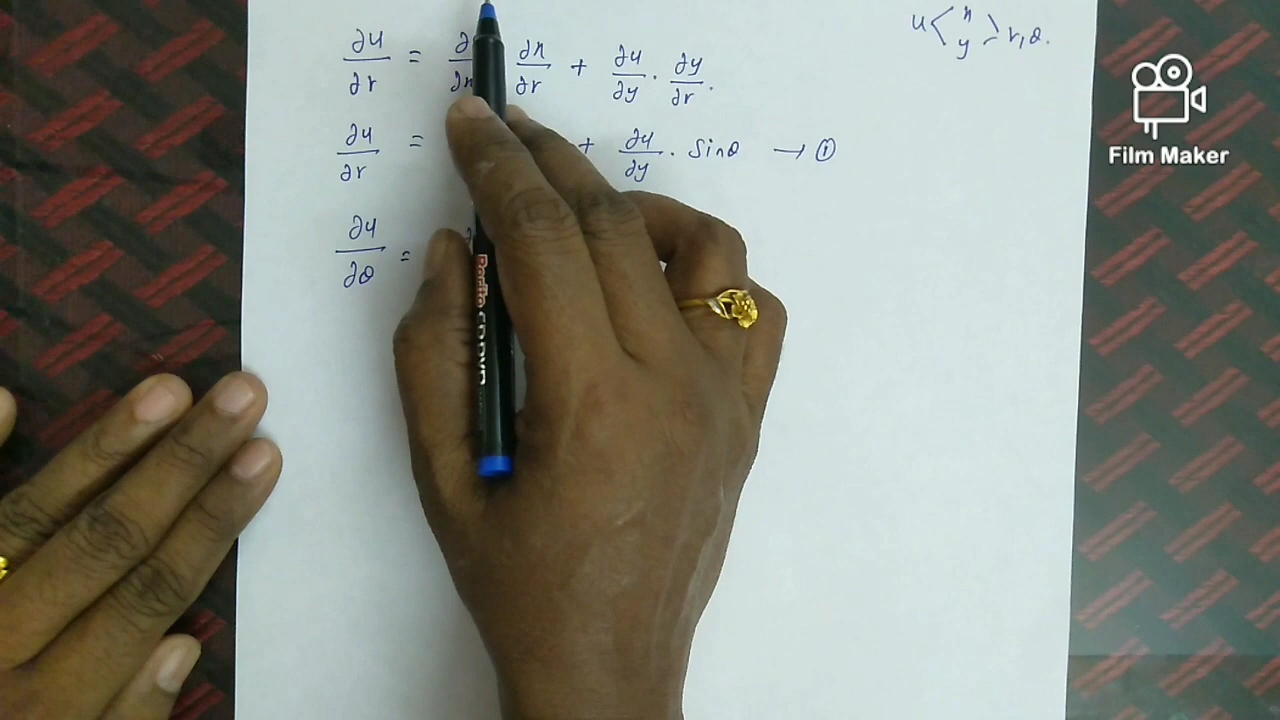 u < x y > r, θ.
∂u/∂r = ∂ /∂x ∂x/∂r + ∂u/∂y . ∂y/∂r.
∂u/∂r = + ∂u/∂y . Sinθ → ①
∂u/∂θ =
Film Maker